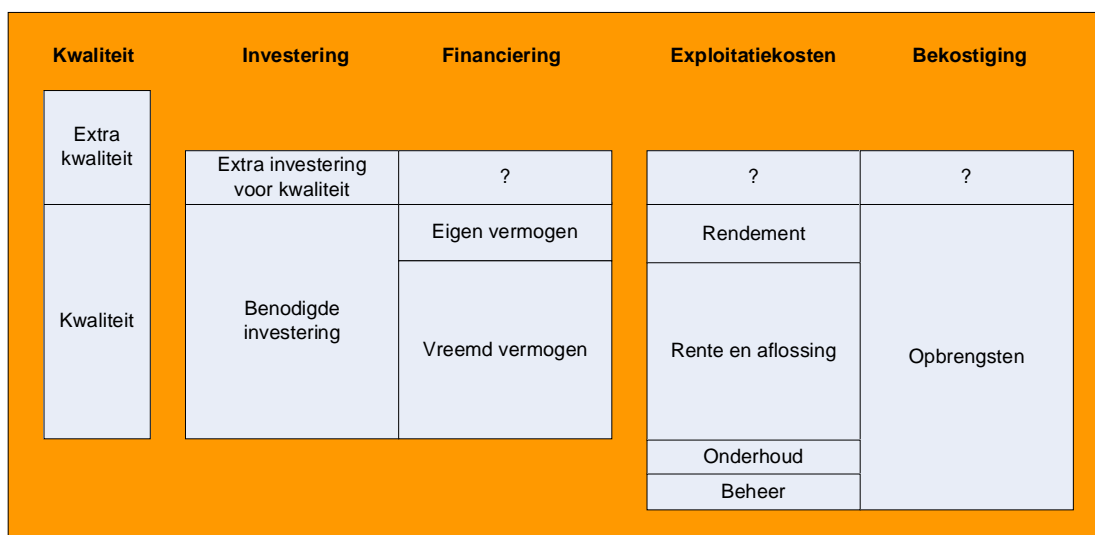 Kwaliteit
Investering
Financiering
Exploitatiekosten
Bekostiging
Extra
kwaliteit
Extra investering
voor kwaliteit
?
?
?
Kwaliteit
Benodigde
investering
Eigen vermogen
Vreemd vermogen
Rendement
Rente en aflossing
Onderhoud
Beheer
Opbrengsten